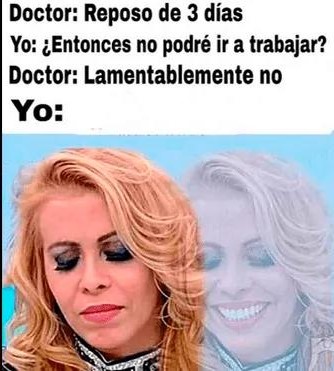 Doctor: Reposo de 3 días
Yo: ¿Entonces no podré ir a trabajar?
Doctor: Lamentablemente no
Yo: